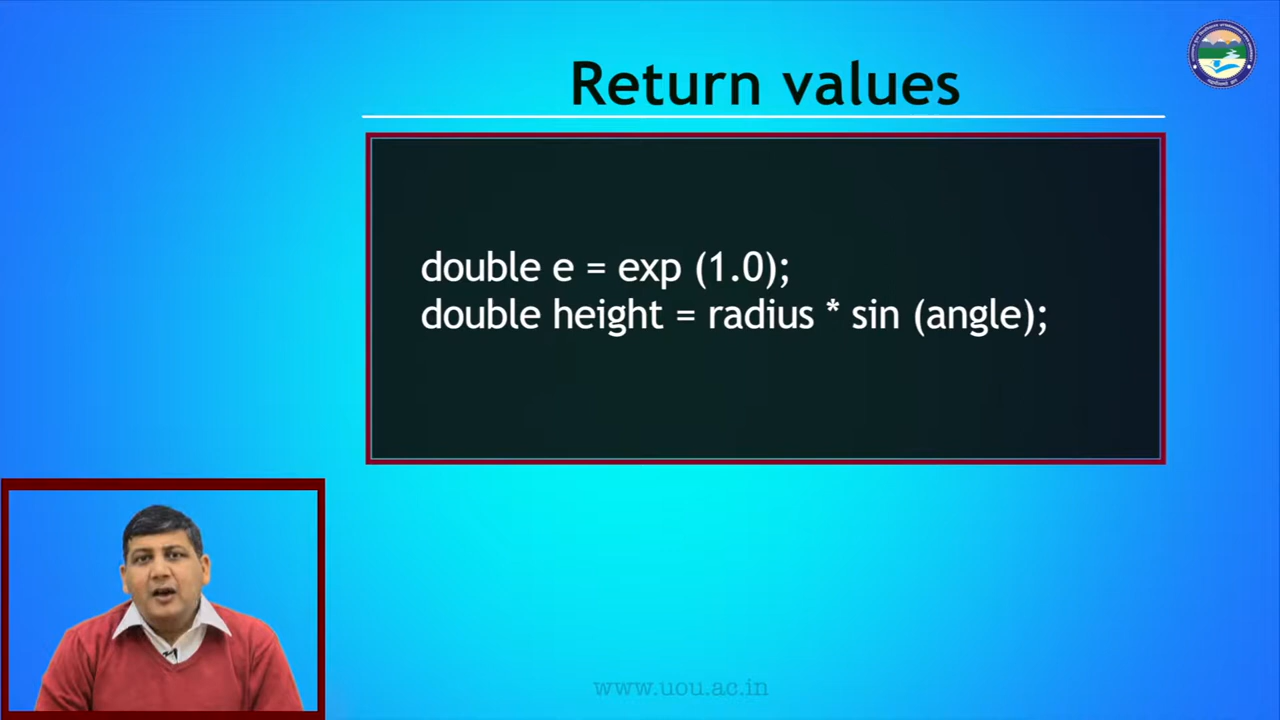 Return values
double e = exp (1.0);
double height = radius * sin (angle);
www.uou.ac.in